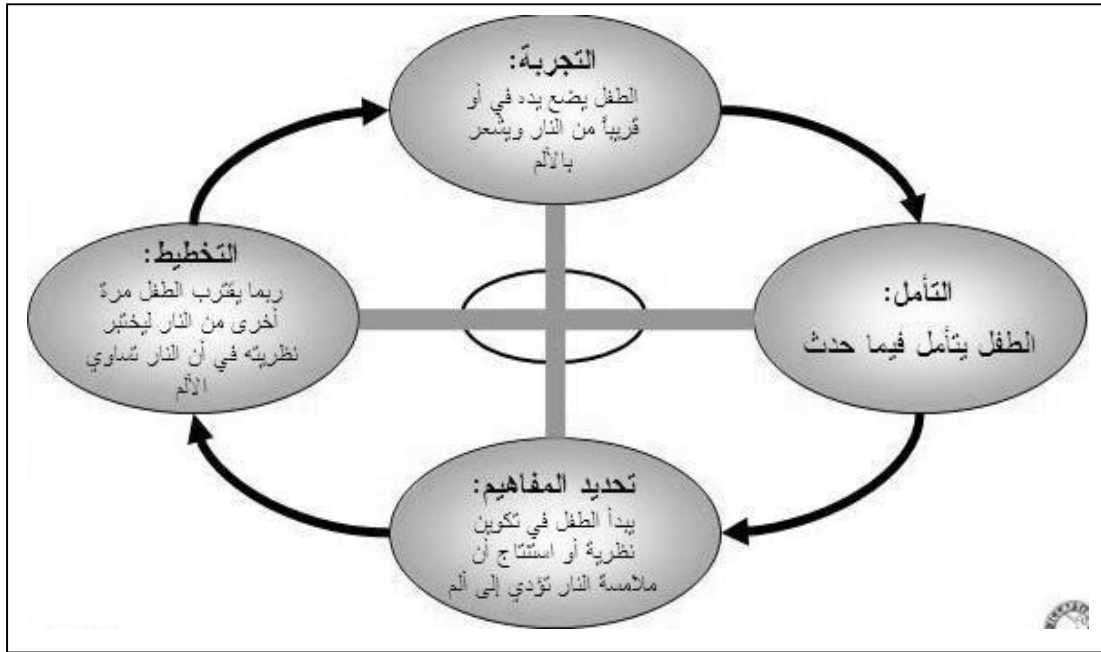 التجربة:
الطفل يضع يده في أو
قريباً من النار ويشعر
بالألم
التأمل:
الطفل يتأمل فيما حدث
تحديد المفاهيم:
يبدأ الطفل في تكوين
نظرية أو استنتاج أن
ملامسة النار تؤدي إلى ألم
التخطيط:
ربما يقترب الطفل مرة
أخرى من النار ليختبر
نظريته في أن النار تساوي
الألم